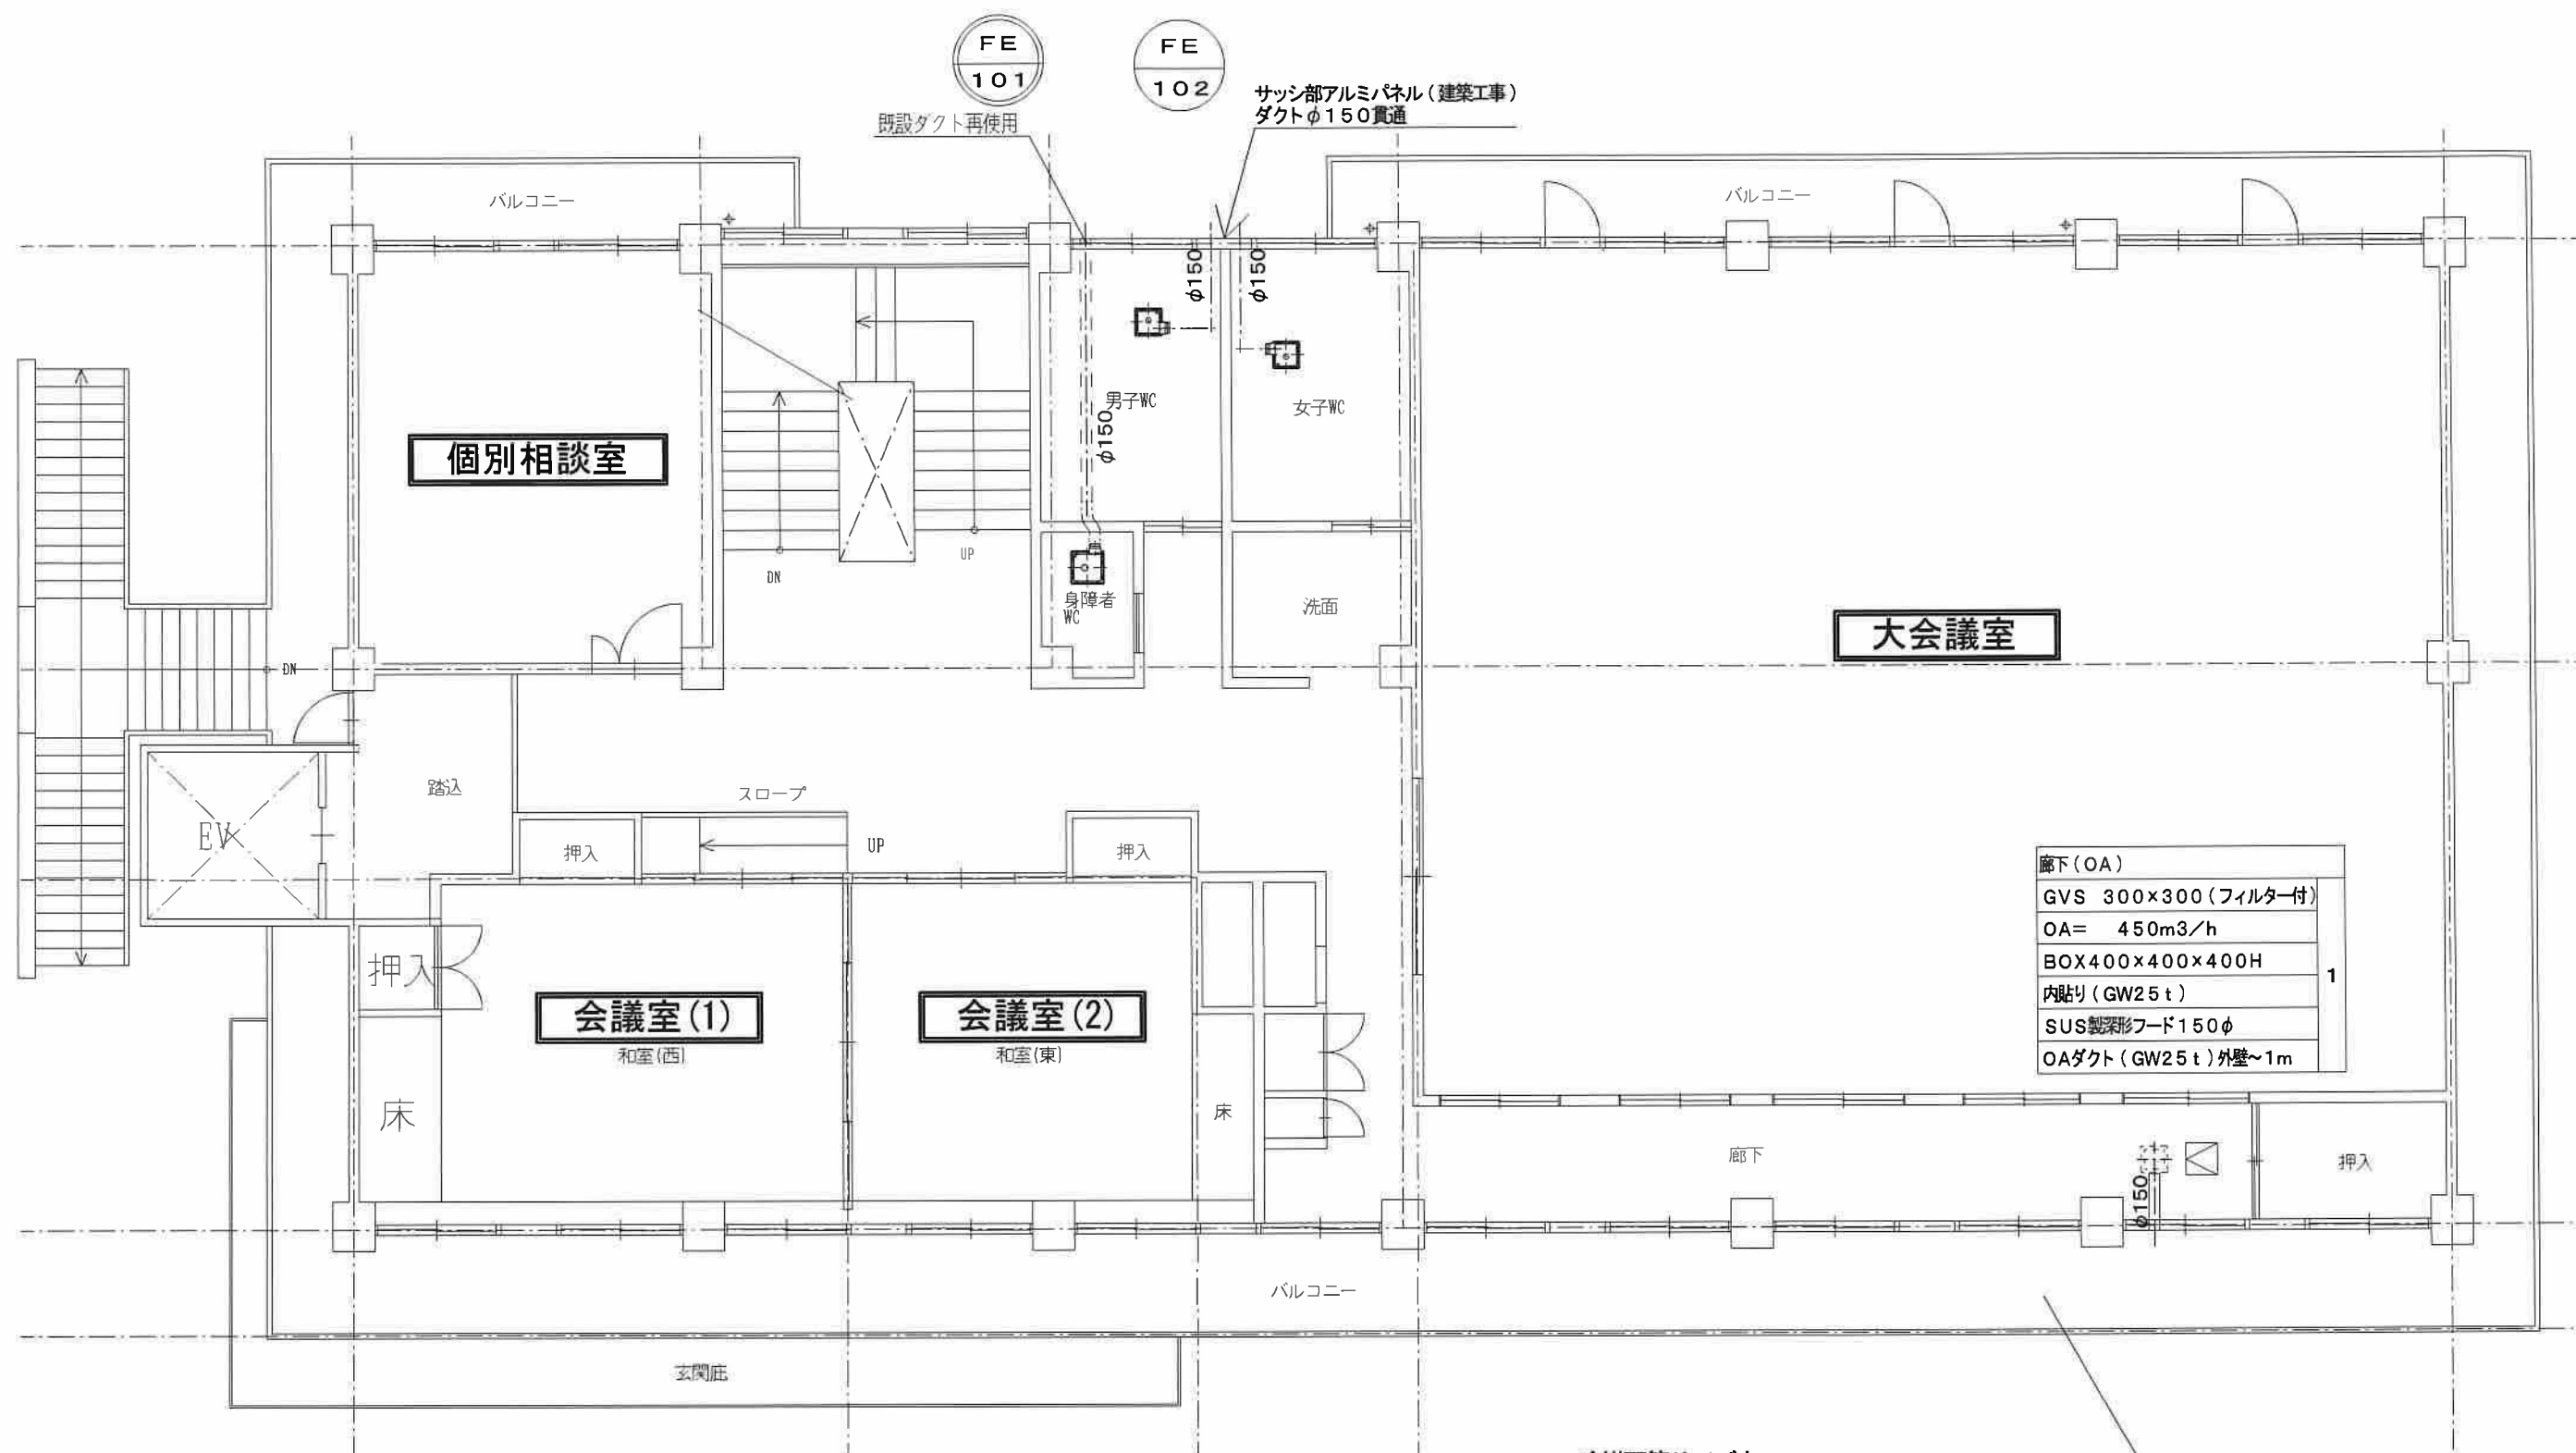 FE
101
FE
102
サッシ部アルミパネル(建築工事)
ダクトφ150貫通
既設ダクト再使用
バルコニー
バルコニー
φ150
φ150
男子WC
女子WC
φ150
個別相談室
UP
DN
身障者
WC
洗面
大会議室
DN
踏込
スロープ
EV
押入
UP
押入
廊下(OA)
GVS 300×300(フィルター付)
OA= 450m3/h
BOX400×400×400H
内貼り(GW25t)
1
SUS製深形フード150φ
OAダクト(GW25t)外壁~1m
押入
会議室(1)
和室(西)
会議室(2)
和室(東)
床
床
廊下
押入
φ150
バルコニー
玄関庇